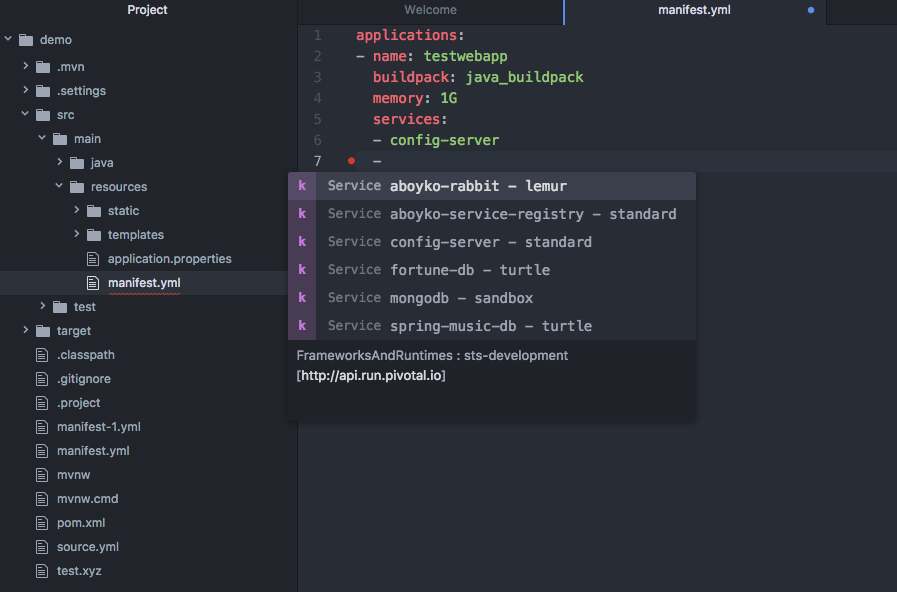 Project
demo
.mvn
.settings
src
main
java
resources
static
templates
application.properties
manifest.yml
test
target
.classpath
.gitignore
.project
manifest-1.yml
manifest.yml
mvnw
mvnw.cmd
pom.xml
source.yml
test.xyz
Welcome
manifest.yml
1 applications:
2 - name: testwebapp
3 buildpack: java_buildpack
4 memory: 1G
5 services:
6 - config-server
7 -
k Service aboyko-rabbit – lemur
k Service aboyko-service-registry – standard
k Service config-server – standard
k Service fortune-db – turtle
k Service mongodb – sandbox
k Service spring-music-db – turtle
FrameworksAndRuntimes : sts-development
[http://api.run.pivotal.io]